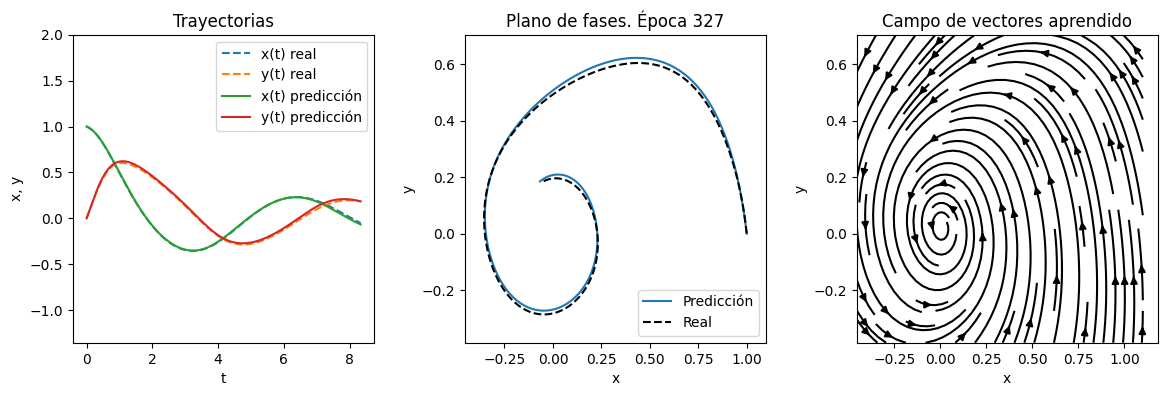 Trayectorias
2.0
1.5
1.0
0.5
0.0
−0.5
−1.0
x, y
0
2
4
6
8
t
x(t) real
y(t) real
x(t) predicción
y(t) predicción
Plano de fases. Época 327
0.6
0.4
0.2
0.0
−0.2
y
−0.25
0.00
0.25
0.50
0.75
1.00
x
Predicción
Real
Campo de vectores aprendido
0.6
0.4
0.2
0.0
−0.2
y
−0.25
0.00
0.25
0.50
0.75
1.00
x